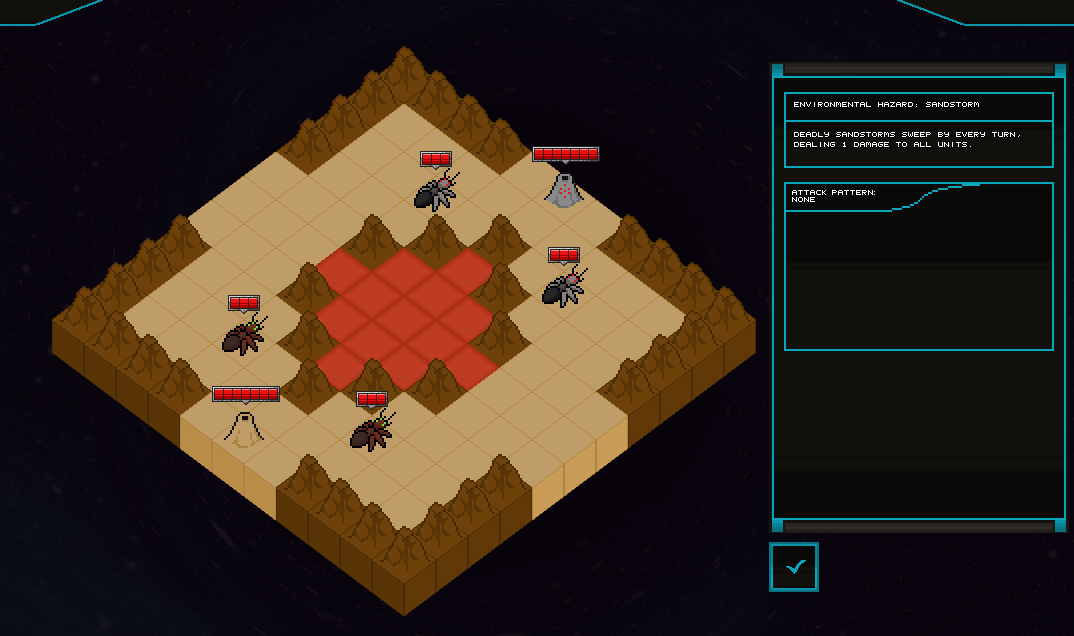 ENVIRONMENTAL HAZARD: SANDSTORM
DEADLY SANDSTORMS SWEEP BY EVERY TURN,
DEALING 1 DAMAGE TO ALL UNITS.
ATTACK PATTERN:
NONE